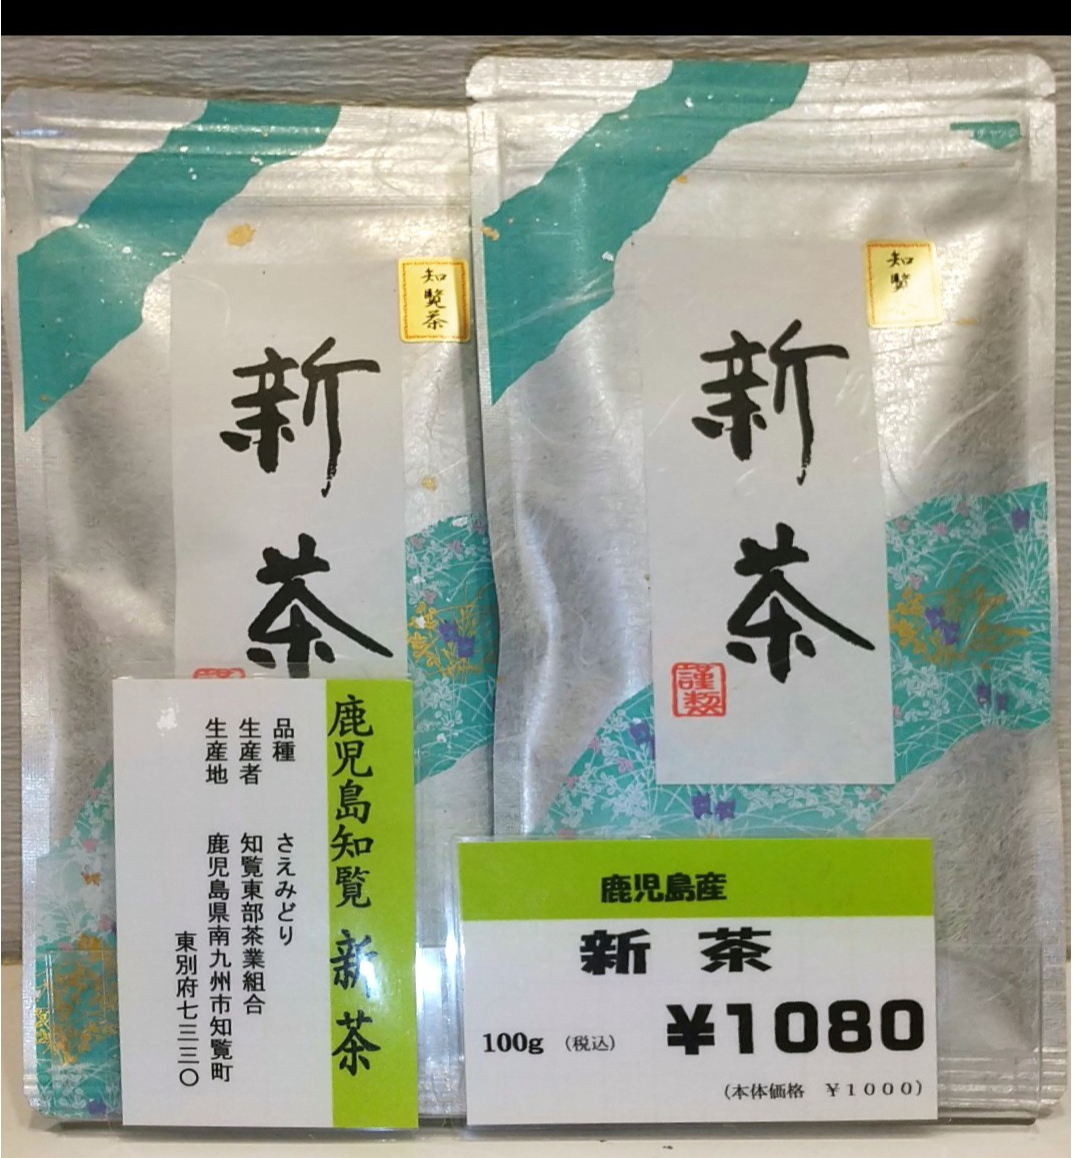 知覧茶
新茶
謹製
知覧
新茶
謹製
鹿児島知覧 新茶
品種 さえみどり
生産者 知覧東部茶業組合
生産地 鹿児島県南九州市知覧町
東別府七三三〇
鹿児島産
新 茶
100g (税込) ¥1080
(本体価格 ¥1000)